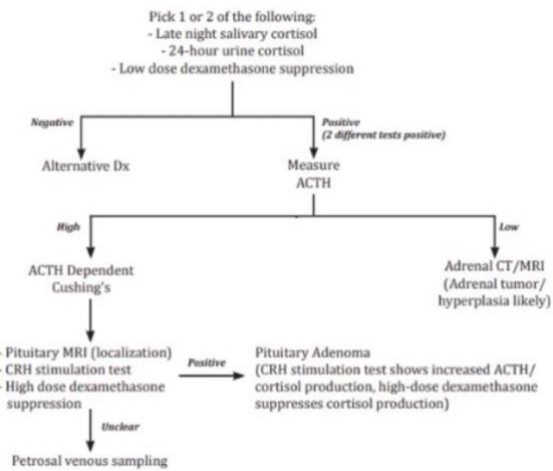 Pick 1 or 2 of the following:
- Late night salivary cortisol
- 24-hour urine cortisol
- Low dose dexamethasone suppression
Negative
Positive
(2 different tests positive)
Alternative Dx
Measure
ACTH
High
Low
ACTH Dependent
Cushing's
Adrenal CT/MRI
(Adrenal tumor/
hyperplasia likely)
- Pituitary MRI (localization)
- CRH stimulation test
- High dose dexamethasone
suppression
Positive
Pituitary Adenoma
(CRH stimulation test shows increased ACTH/
cortisol production, high-dose dexamethasone
suppresses cortisol production)
Unclear
Petrosal venous sampling